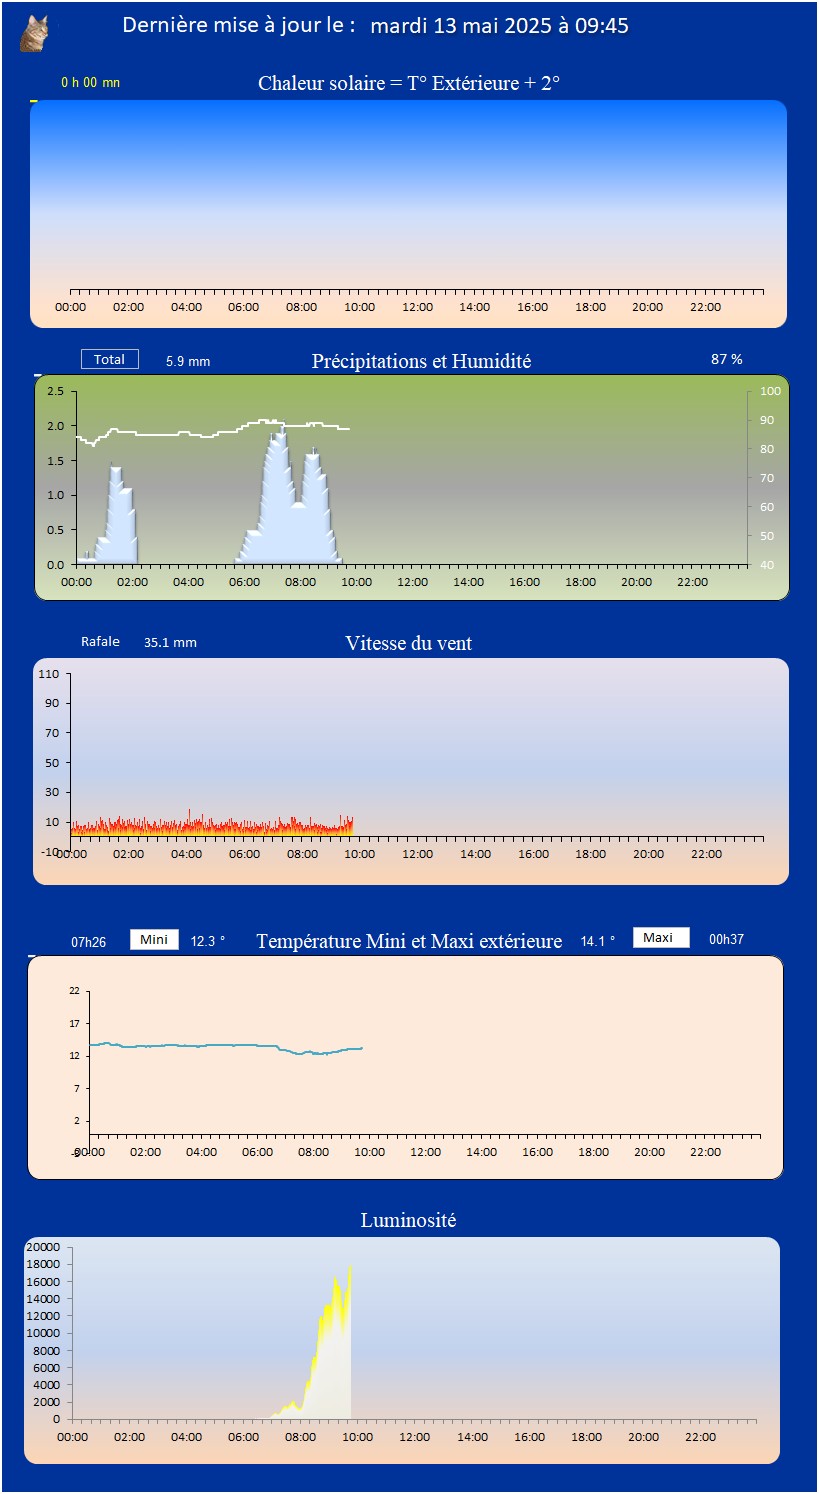 Dernière mise à jour le : mardi 13 mai 2025 à 09:45
0 h 00 mn
Chaleur solaire = T° Extérieure + 2°
00:00 02:00 04:00 06:00 08:00 10:00 12:00 14:00 16:00 18:00 20:00 22:00
Total 5.9 mm Précipitations et Humidité 87 %
2.5 100
2.0 90
80
1.5
70
1.0 60
0.5 50
0.0 40
00:00 02:00 04:00 06:00 08:00 10:00 12:00 14:00 16:00 18:00 20:00 22:00
Rafale 35.1 mm Vitesse du vent
110
90
70
50
30
10
-10
00:00 02:00 04:00 06:00 08:00 10:00 12:00 14:00 16:00 18:00 20:00 22:00
07h26 Mini 12.3 ° Température Mini et Maxi extérieure 14.1 ° Maxi 00h37
22
17
12
7
2
00:00 02:00 04:00 06:00 08:00 10:00 12:00 14:00 16:00 18:00 20:00 22:00
Luminosité
20000
18000
16000
14000
12000
10000
8000
6000
4000
2000
0
00:00 02:00 04:00 06:00 08:00 10:00 12:00 14:00 16:00 18:00 20:00 22:00